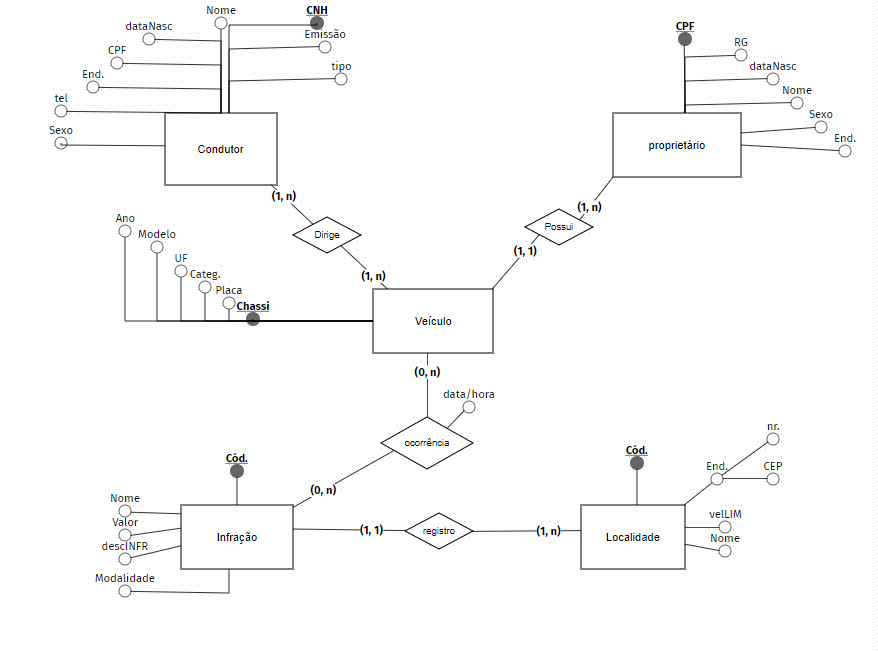 Nome
CNH
dataNasc
Emissão
CPF
tipo
End.
tel
Sexo
Condutor
CPF
RG
dataNasc
Nome
Sexo
End.
proprietário
(1, n)
Dirige
(1, n)
(1, n)
Possui
(1, 1)
Ano
Modelo
UF
Categ.
Placa
Chassi
Veículo
(0, n)
data/hora
ocorrência
(0, n)
Cód.
Nome
Valor
descINFR
Modalidade
Infração
(1, 1)
registro
(1, n)
Cód.
nr.
End.
CEP
velLIM
Nome
Localidade